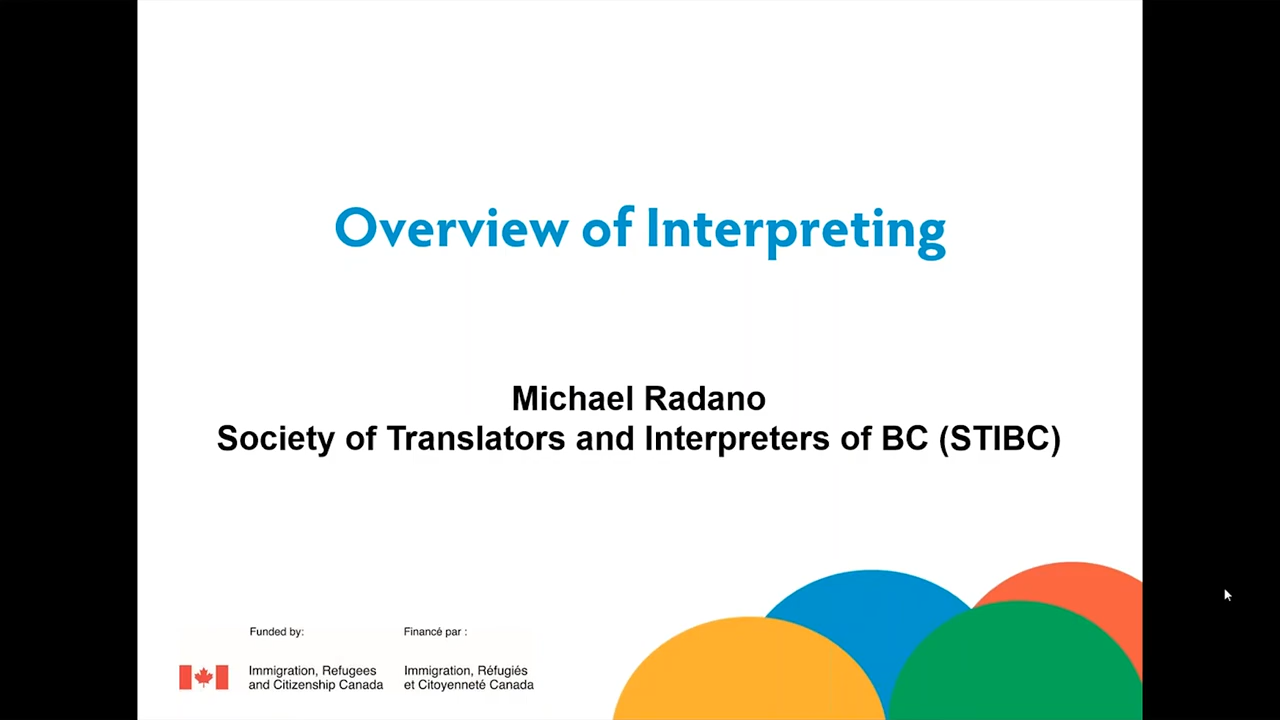 Overview of Interpreting
Michael Radano
Society of Translators and Interpreters of BC (STIBC)
Funded by:
Financé par :
Immigration, Refugees
and Citizenship Canada
Immigration, Réfugiés
et Citoyenneté Canada